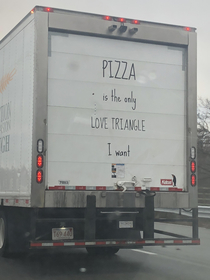 PIZZA
is the only
LOVE TRIANGLE
I want